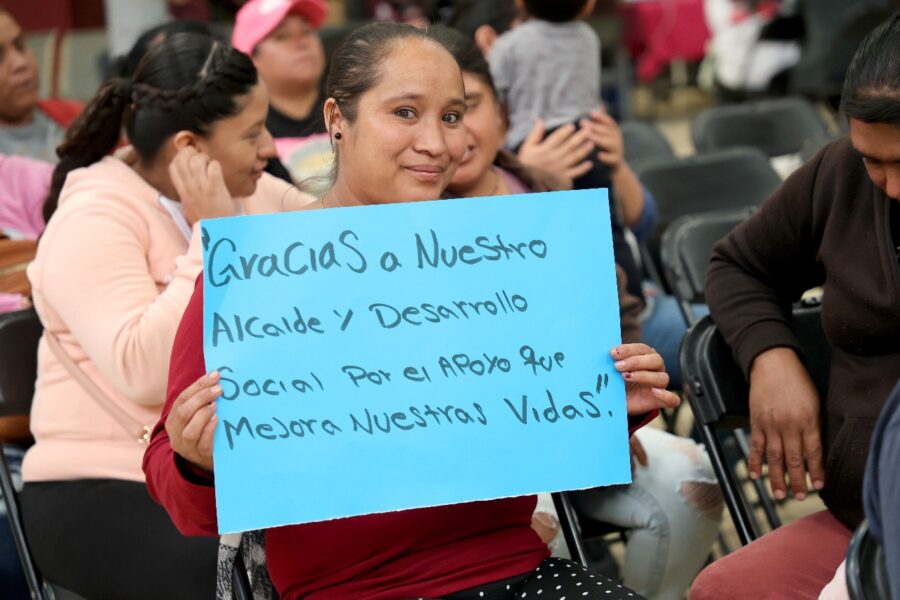 "Gracias a Nuestro
Alcalde y Desarrollo
Social Por el Apoyo que
Mejora Nuestras Vidas".